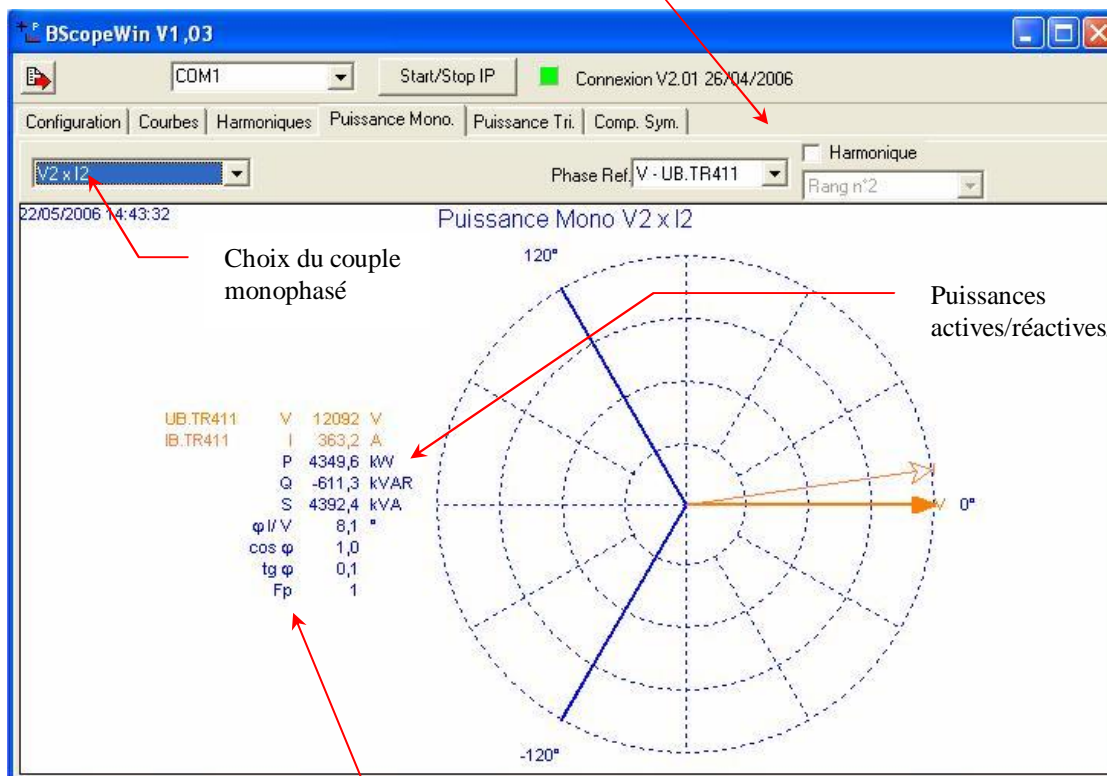 BScopeWin V1,03
COM1 Start/Stop IP Connexion V2.01 26/04/2006
Configuration Courbes Harmoniques Puissance Mono. Puissance Tri. Comp. Sym.
Harmonique
V2 x I2 Phase Ref. V - UB.TR411 Rang n°2
22/05/2006 14:43:32 Puissance Mono V2 x I2
120°
Choix du couple
monophasé
Puissances
actives/réactives
UB.TR411 V 12092 V
IB.TR411 I 363,2 A
P 4349,6 kW
Q -611,3 kVAR
S 4392,4 kVA
V 0°
φ I/ V 8,1 °
cos φ 1,0
tg φ 0,1
Fp 1
-120°